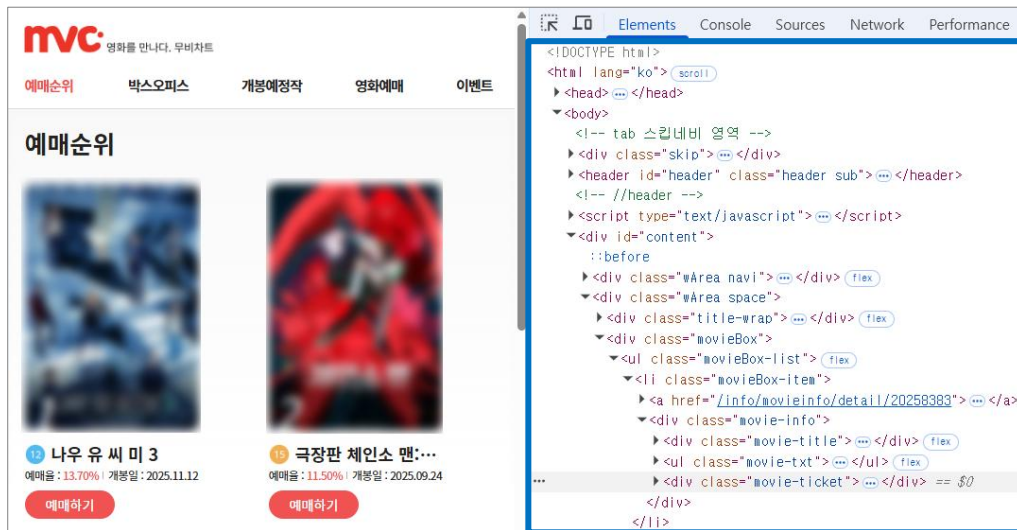 mvc 영화를 만나다, 무비차트
예매순위 박스오피스 개봉예정작 영화예매 이벤트
예매순위
1
2
12 나우 유 씨 미 3
예매율 : 13.70% 개봉일 : 2025.11.12
예매하기
15 극장판 체인소 맨:…
예매율 : 11.50% 개봉일 : 2025.09.24
예매하기
Elements Console Sources Network Performance
<!DOCTYPE html>
<html lang="ko"> scroll
▶<head> … </head>
▼<body>
<!-- tab 스킵네비 영역 -->
▶<div class="skip"> … </div>
▶<header id="header" class="header sub"> … </header>
<!-- //header -->
▶<script type="text/javascript"> … </script>
▼<div id="content">
::before
▶<div class="wArea navi"> … </div> flex
▼<div class="wArea space">
▶<div class="title-wrap"> … </div> flex
▼<div class="movieBox">
▼<ul class="movieBox-list"> flex
▼<li class="movieBox-item">
▶<a href="/info/movieinfo/detail/20258383"> … </a>
▼<div class="movie-info">
▶<div class="movie-title"> … </div> flex
▶<ul class="movie-txt"> … </ul> flex
… ▶<div class="movie-ticket"> … </div> == $0
</div>
</li>